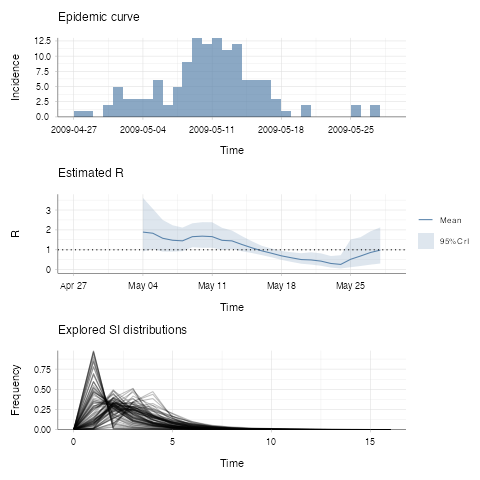 Epidemic curve
12.5
10.0
7.5
5.0
2.5
0.0
Incidence
2009-04-27 2009-05-04 2009-05-11 2009-05-18 2009-05-25
Time
Estimated R
3
2
1
0
R
Apr 27 May 04 May 11 May 18 May 25
Time
Mean
95%CrI
Explored SI distributions
0.75
0.50
0.25
0.00
Frequency
0 5 10 15
Time